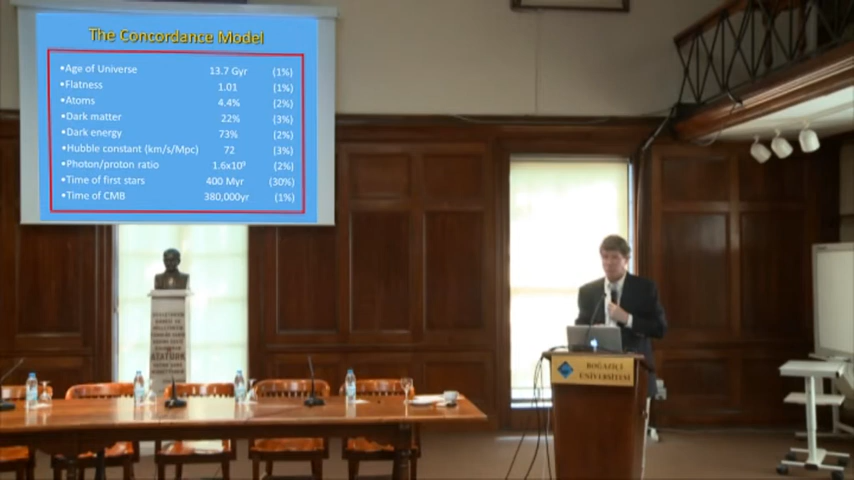 The Concordance Model
•Age of Universe 13.7 Gyr (1%)
•Flatness 1.01 (1%)
•Atoms 4.4% (2%)
•Dark matter 22% (3%)
•Dark energy 73% (2%)
•Hubble constant (km/s/Mpc) 72 (3%)
•Photon/proton ratio 1.6x10⁹ (2%)
•Time of first stars 400 Myr (30%)
•Time of CMB 380,000yr (1%)
ATATÜRK
BOĞAZİÇİ
ÜNİVERSİTESİ